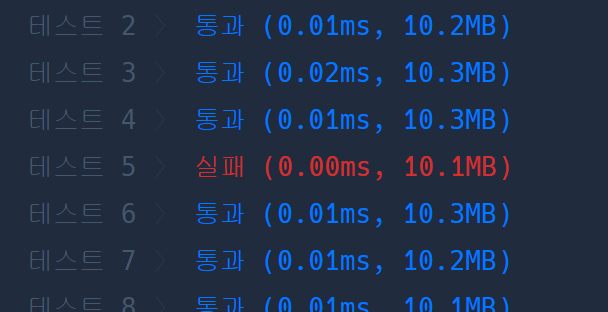 테스트 2 〉 통과 (0.01ms, 10.2MB)
테스트 3 〉 통과 (0.02ms, 10.3MB)
테스트 4 〉 통과 (0.01ms, 10.3MB)
테스트 5 〉 실패 (0.00ms, 10.1MB)
테스트 6 〉 통과 (0.01ms, 10.3MB)
테스트 7 〉 통과 (0.01ms, 10.2MB)
테스트 8 〉 통과 (0.01ms, 10.1MB)